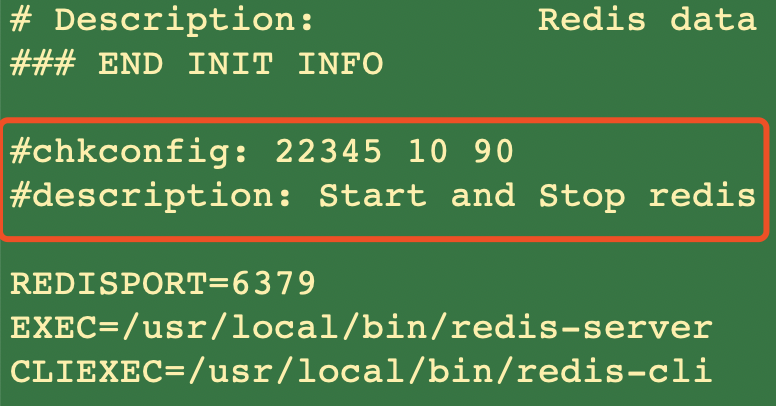 # Description:          Redis data
### END INIT INFO
#chkconfig: 22345 10 90
#description: Start and Stop redis
REDISPORT=6379
EXEC=/usr/local/bin/redis-server
CLIEXEC=/usr/local/bin/redis-cli